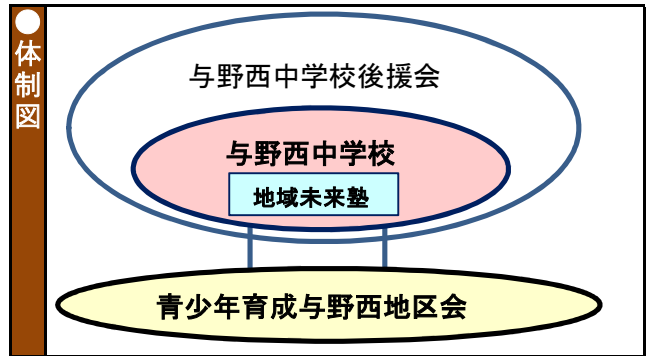 ●体制図
与野西中学校後援会
与野西中学校
地域未来塾
青少年育成与野西地区会